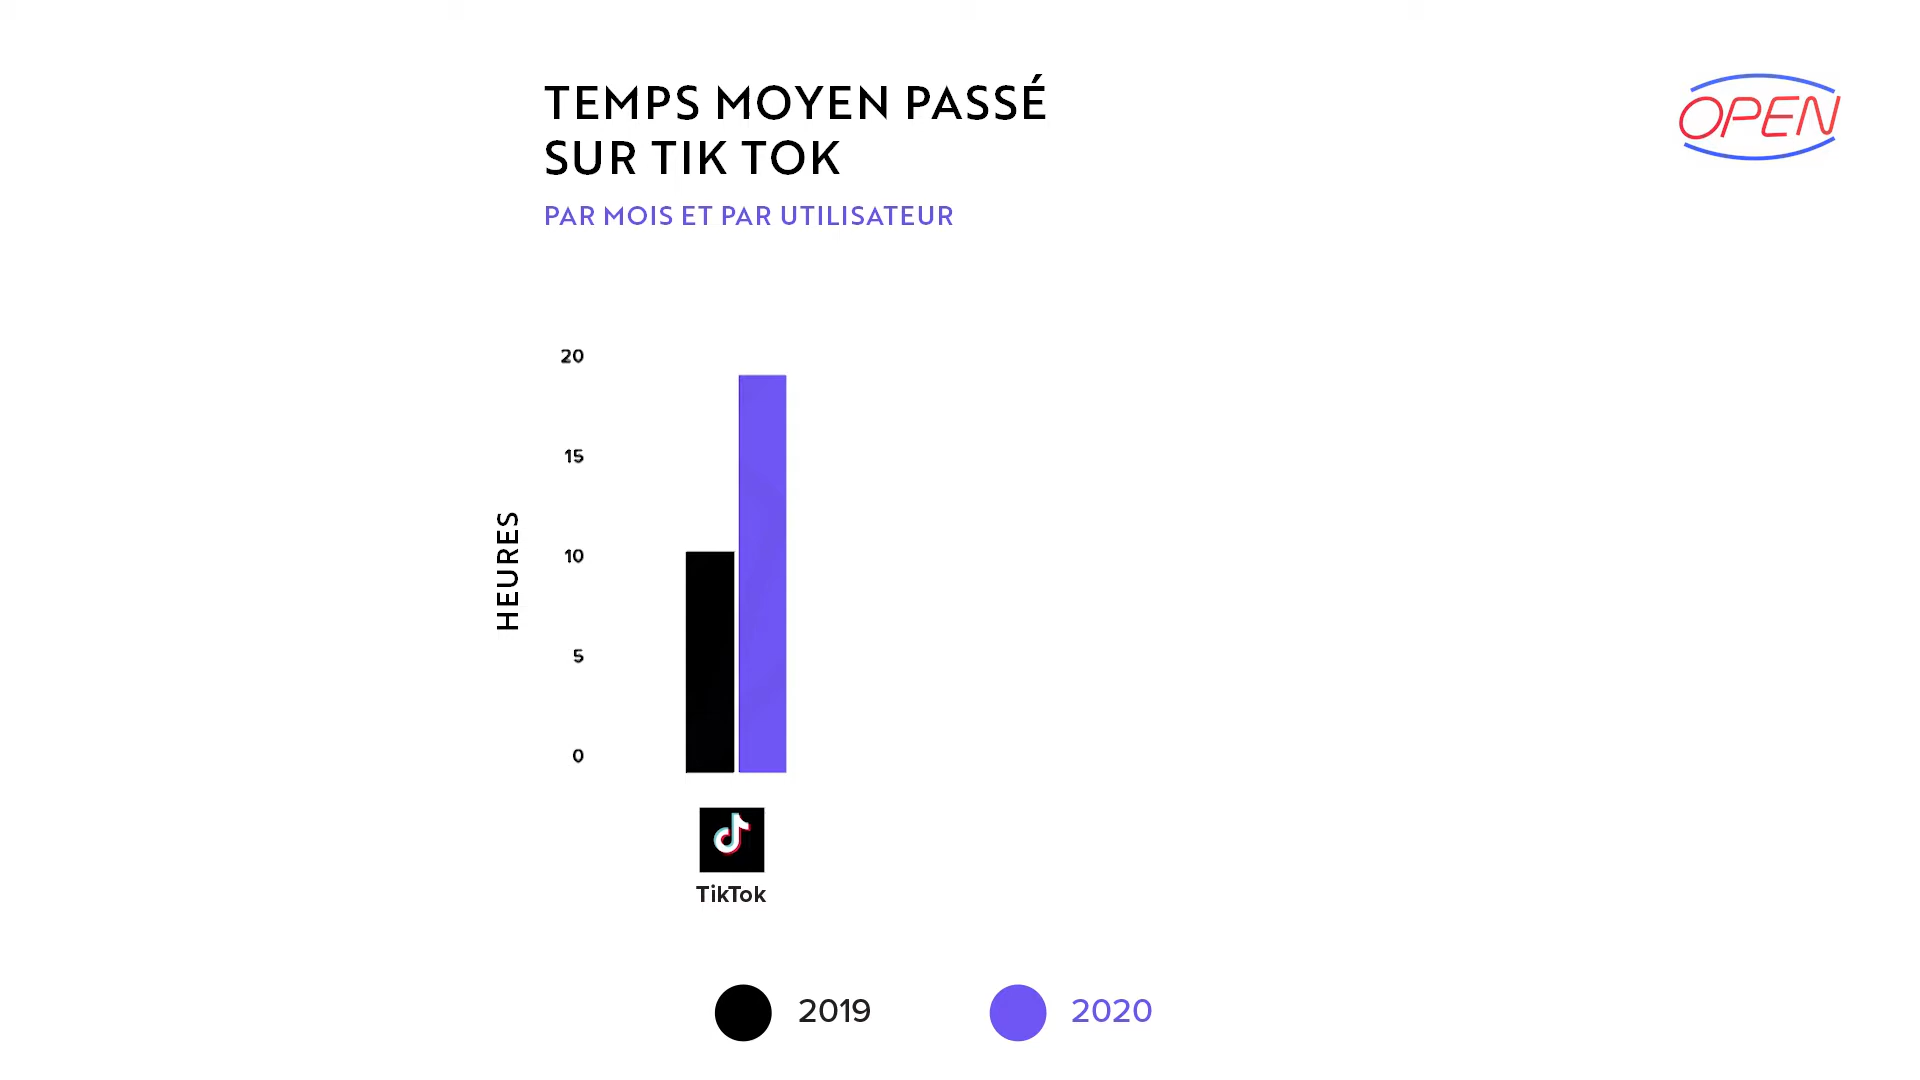 TEMPS MOYEN PASSÉ
SUR TIK TOK
PAR MOIS ET PAR UTILISATEUR
OPEN
20
15
10
5
0
HEURES
TikTok
2019
2020